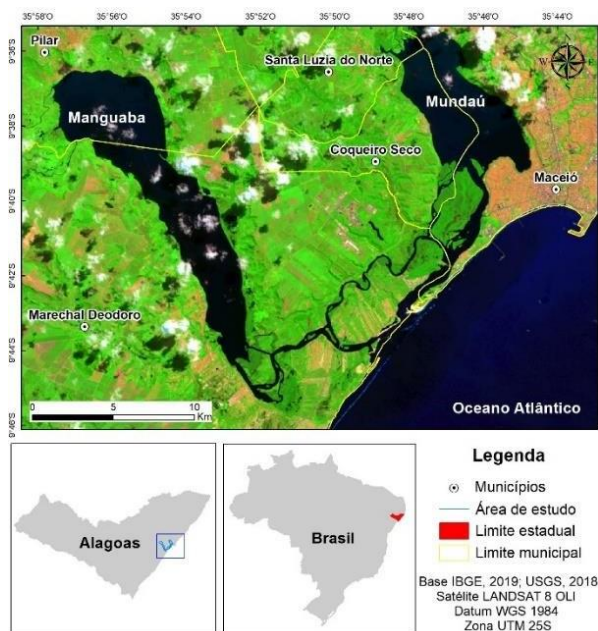 35°58'O 35°56'O 35°54'O 35°52'O 35°50'O 35°48'O 35°46'O 35°44'O
9°36'S
9°38'S
9°40'S
9°42'S
9°44'S
9°46'S
Pilar
Santa Luzia do Norte
Manguaba
Mundaú
Coqueiro Seco
Maceió
Marechal Deodoro
0 5 10
Km
Oceano Atlântico
Alagoas
Brasil
Legenda
Municípios
Área de estudo
Limite estadual
Limite municipal
Base IBGE, 2019; USGS, 2018
Satélite LANDSAT 8 OLI
Datum WGS 1984
Zona UTM 25S